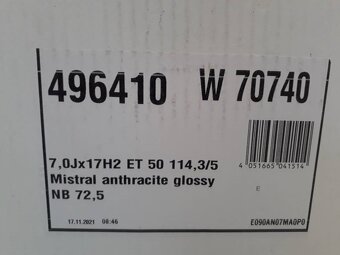 496410 W 70740
7,0Jx17H2 ET 50 114,3/5
Mistral anthracite glossy
NB 72,5
4 051665 041514
E
17.11.2021 08:46
E090AN07MA0P0